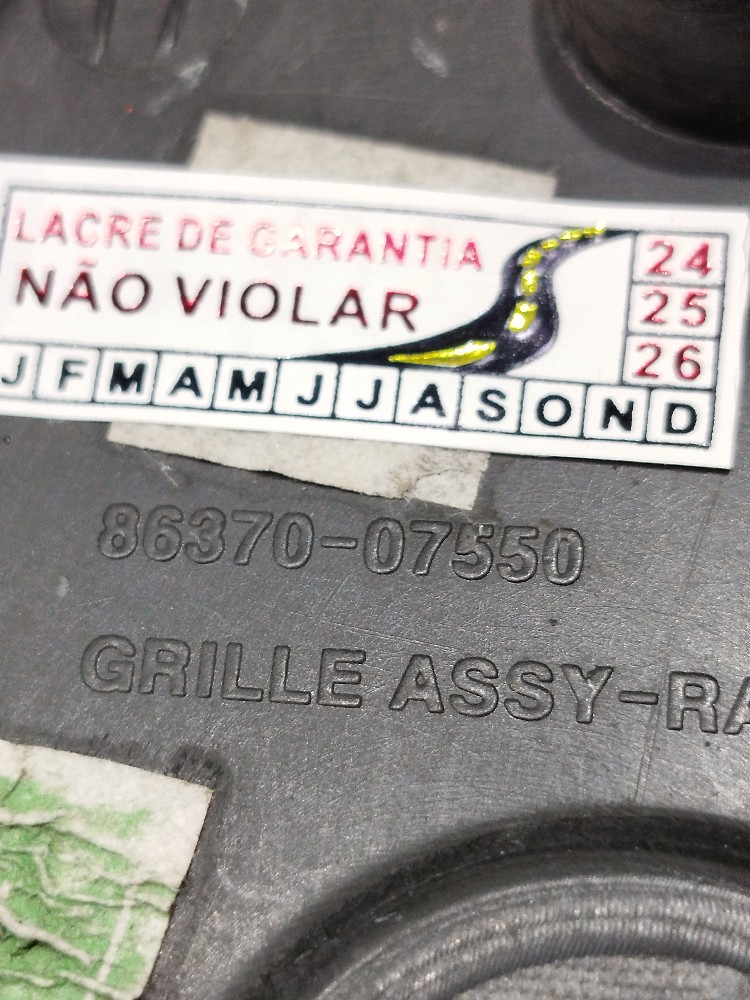 LACRE DE GARANTIA
NÃO VIOLAR
24
25
26
J F M A M J J A S O N D
86370-07550
GRILLE ASSY-RA